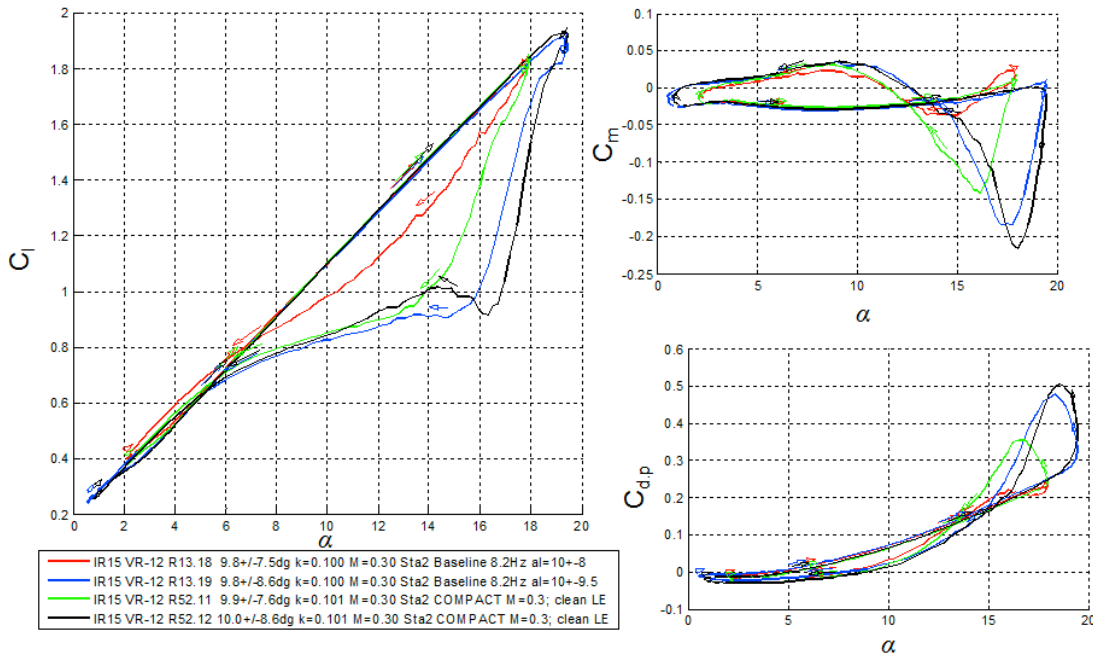 2
1.8
1.6
1.4
1.2
1
0.8
0.6
0.4
0.2
C_l
0 2 4 6 8 10 12 14 16 18 20
α
IR15 VR-12 R13.18 9.8+/-7.5dg k=0.100 M=0.30 Sta2 Baseline 8.2Hz al=10+-8
IR15 VR-12 R13.19 9.8+/-8.6dg k=0.100 M=0.30 Sta2 Baseline 8.2Hz al=10+-9.5
IR15 VR-12 R52.11 9.9+/-7.6dg k=0.101 M=0.30 Sta2 COMPACT M=0.3; clean LE
IR15 VR-12 R52.12 10.0+/-8.6dg k=0.101 M=0.30 Sta2 COMPACT M=0.3; clean LE
0.1
0.05
0
-0.05
-0.1
-0.15
-0.2
-0.25
C_m
0 5 10 15 20
α
0.6
0.5
0.4
0.3
0.2
0.1
0
-0.1
C_d.p
0 5 10 15 20
α